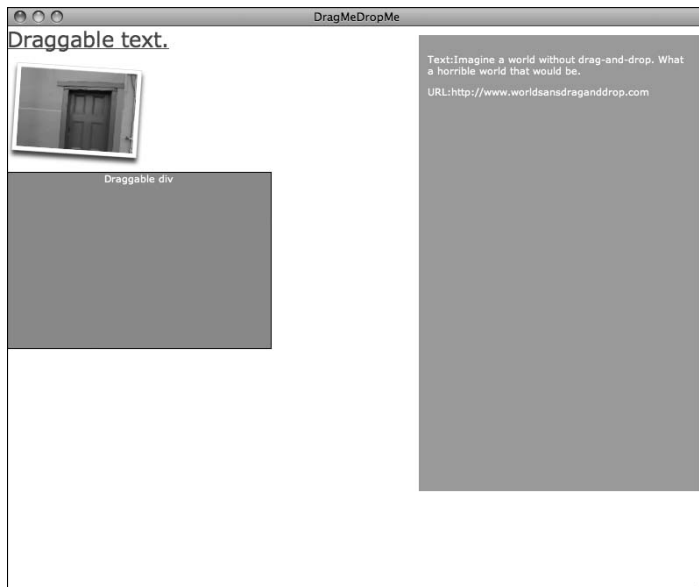 DragMeDropMe
Draggable text.
Draggable div
Text:Imagine a world without drag-and-drop. What
a horrible world that would be.
URL:http://www.worldsansdraganddrop.com